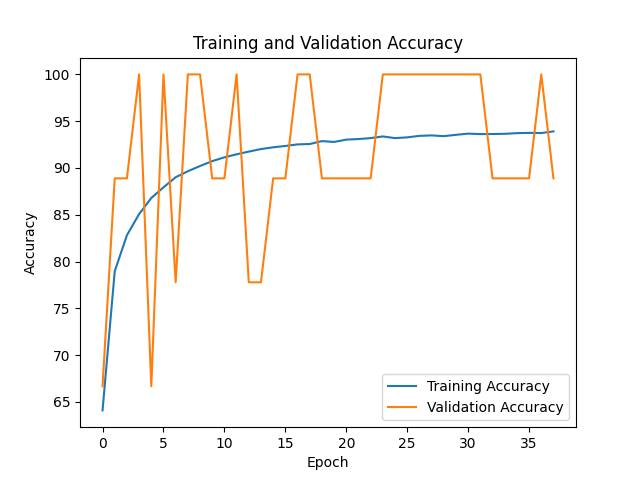 Training and Validation Accuracy
Accuracy
100
95
90
85
80
75
70
65
0 5 10 15 20 25 30 35
Epoch
Training Accuracy
Validation Accuracy